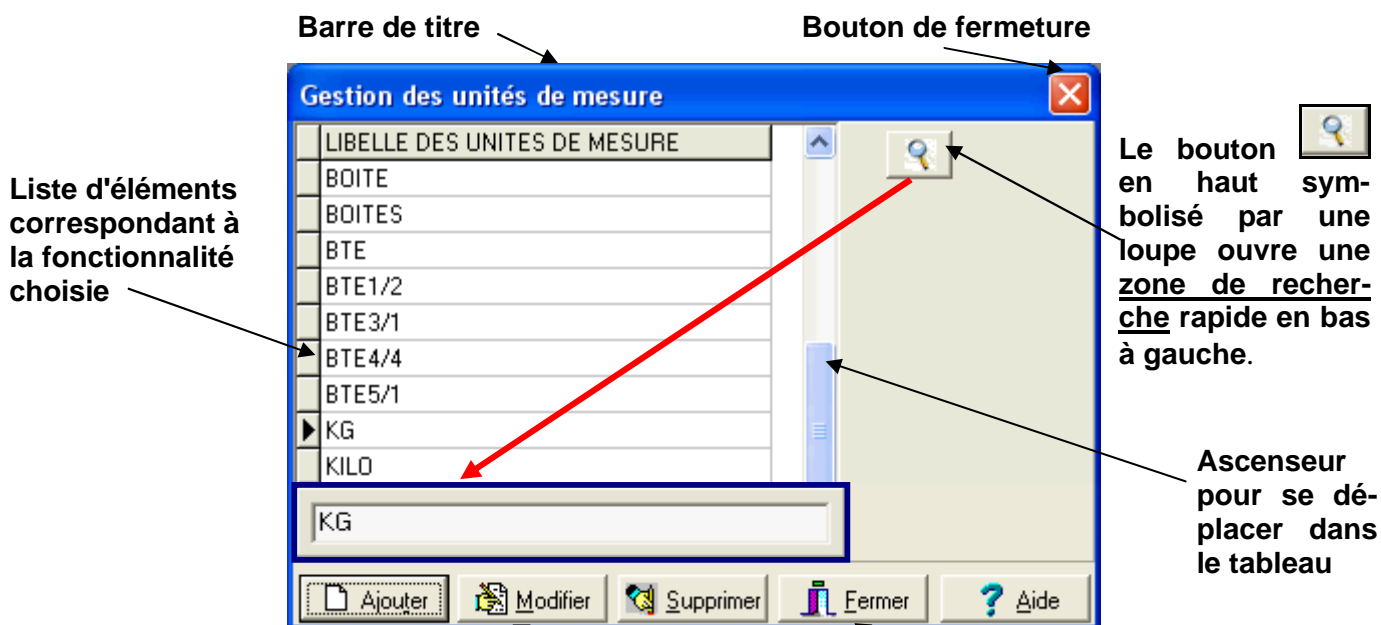 Barre de titre
Bouton de fermeture
Gestion des unités de mesure
LIBELLE DES UNITES DE MESURE
BOITE
BOITES
BTE
BTE1/2
BTE3/1
BTE4/4
BTE5/1
KG
KILO
KG
Ajouter
Modifier
Supprimer
Fermer
? Aide
Liste d'éléments
correspondant à
la fonctionnalité
choisie
Le bouton
en haut sym-
bolisé par une
loupe ouvre une
zone de recher-
che rapide en bas
à gauche.
Ascenseur
pour se dé-
placer dans
le tableau